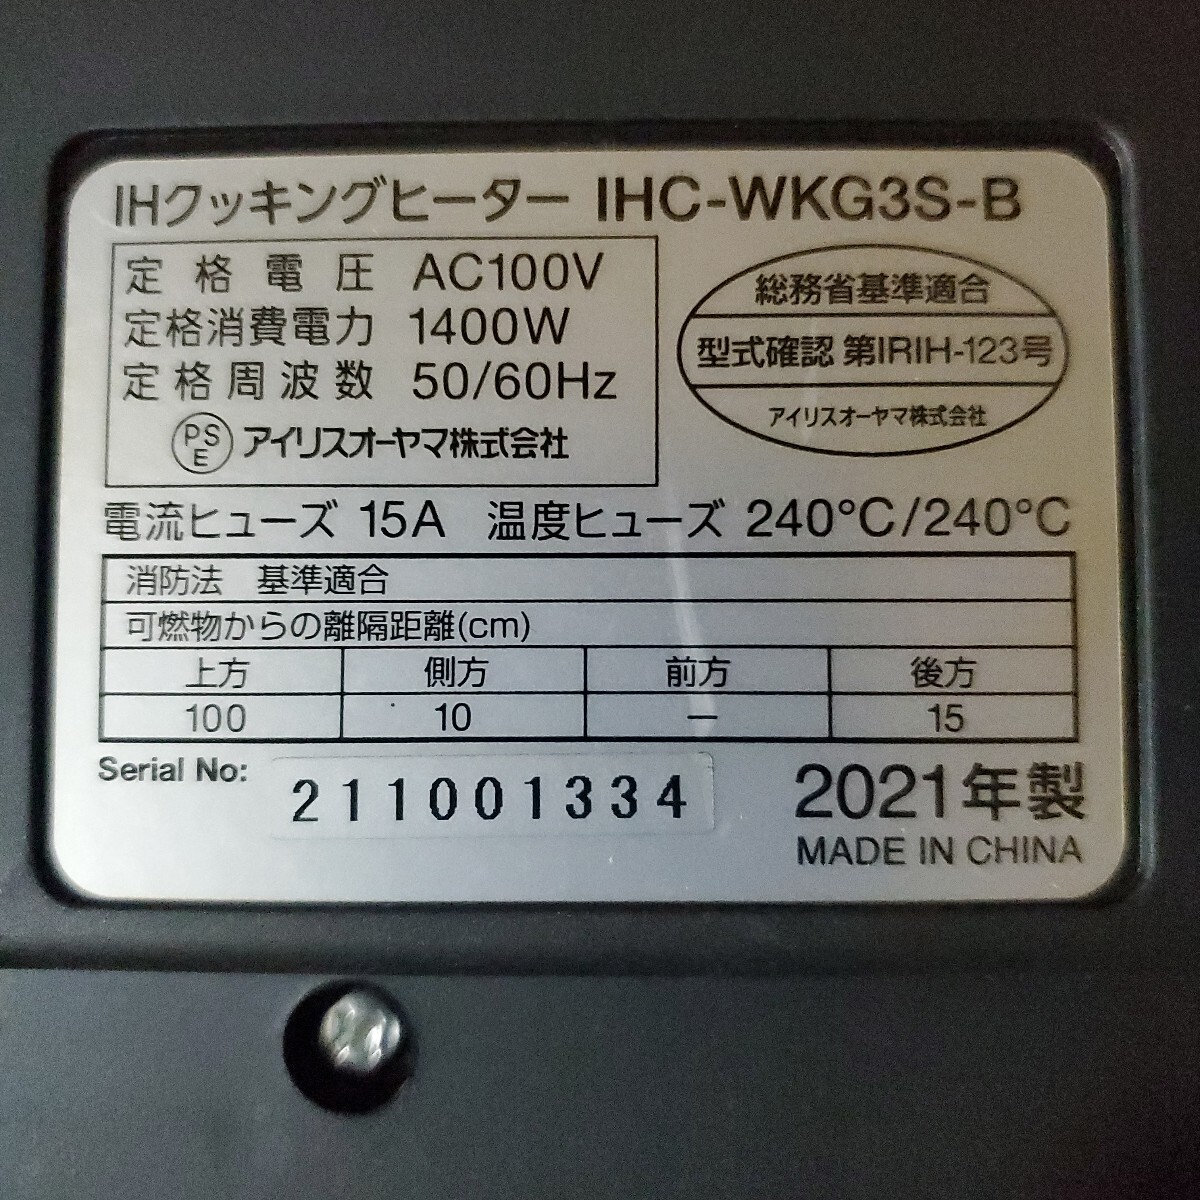 IHクッキングヒーター IHC-WKG3S-B
定格電圧 AC100V
定格消費電力 1400W
定格周波数 50/60Hz
PSE アイリスオーヤマ株式会社
総務省基準適合
型式確認 第IRIH-123号
アイリスオーヤマ株式会社
電流ヒューズ 15A 温度ヒューズ 240°C/240°C
消防法 基準適合
可燃物からの離隔距離(cm)
上方 側方 前方 後方
100 10 — 15
Serial No: 211001334
2021年製
MADE IN CHINA